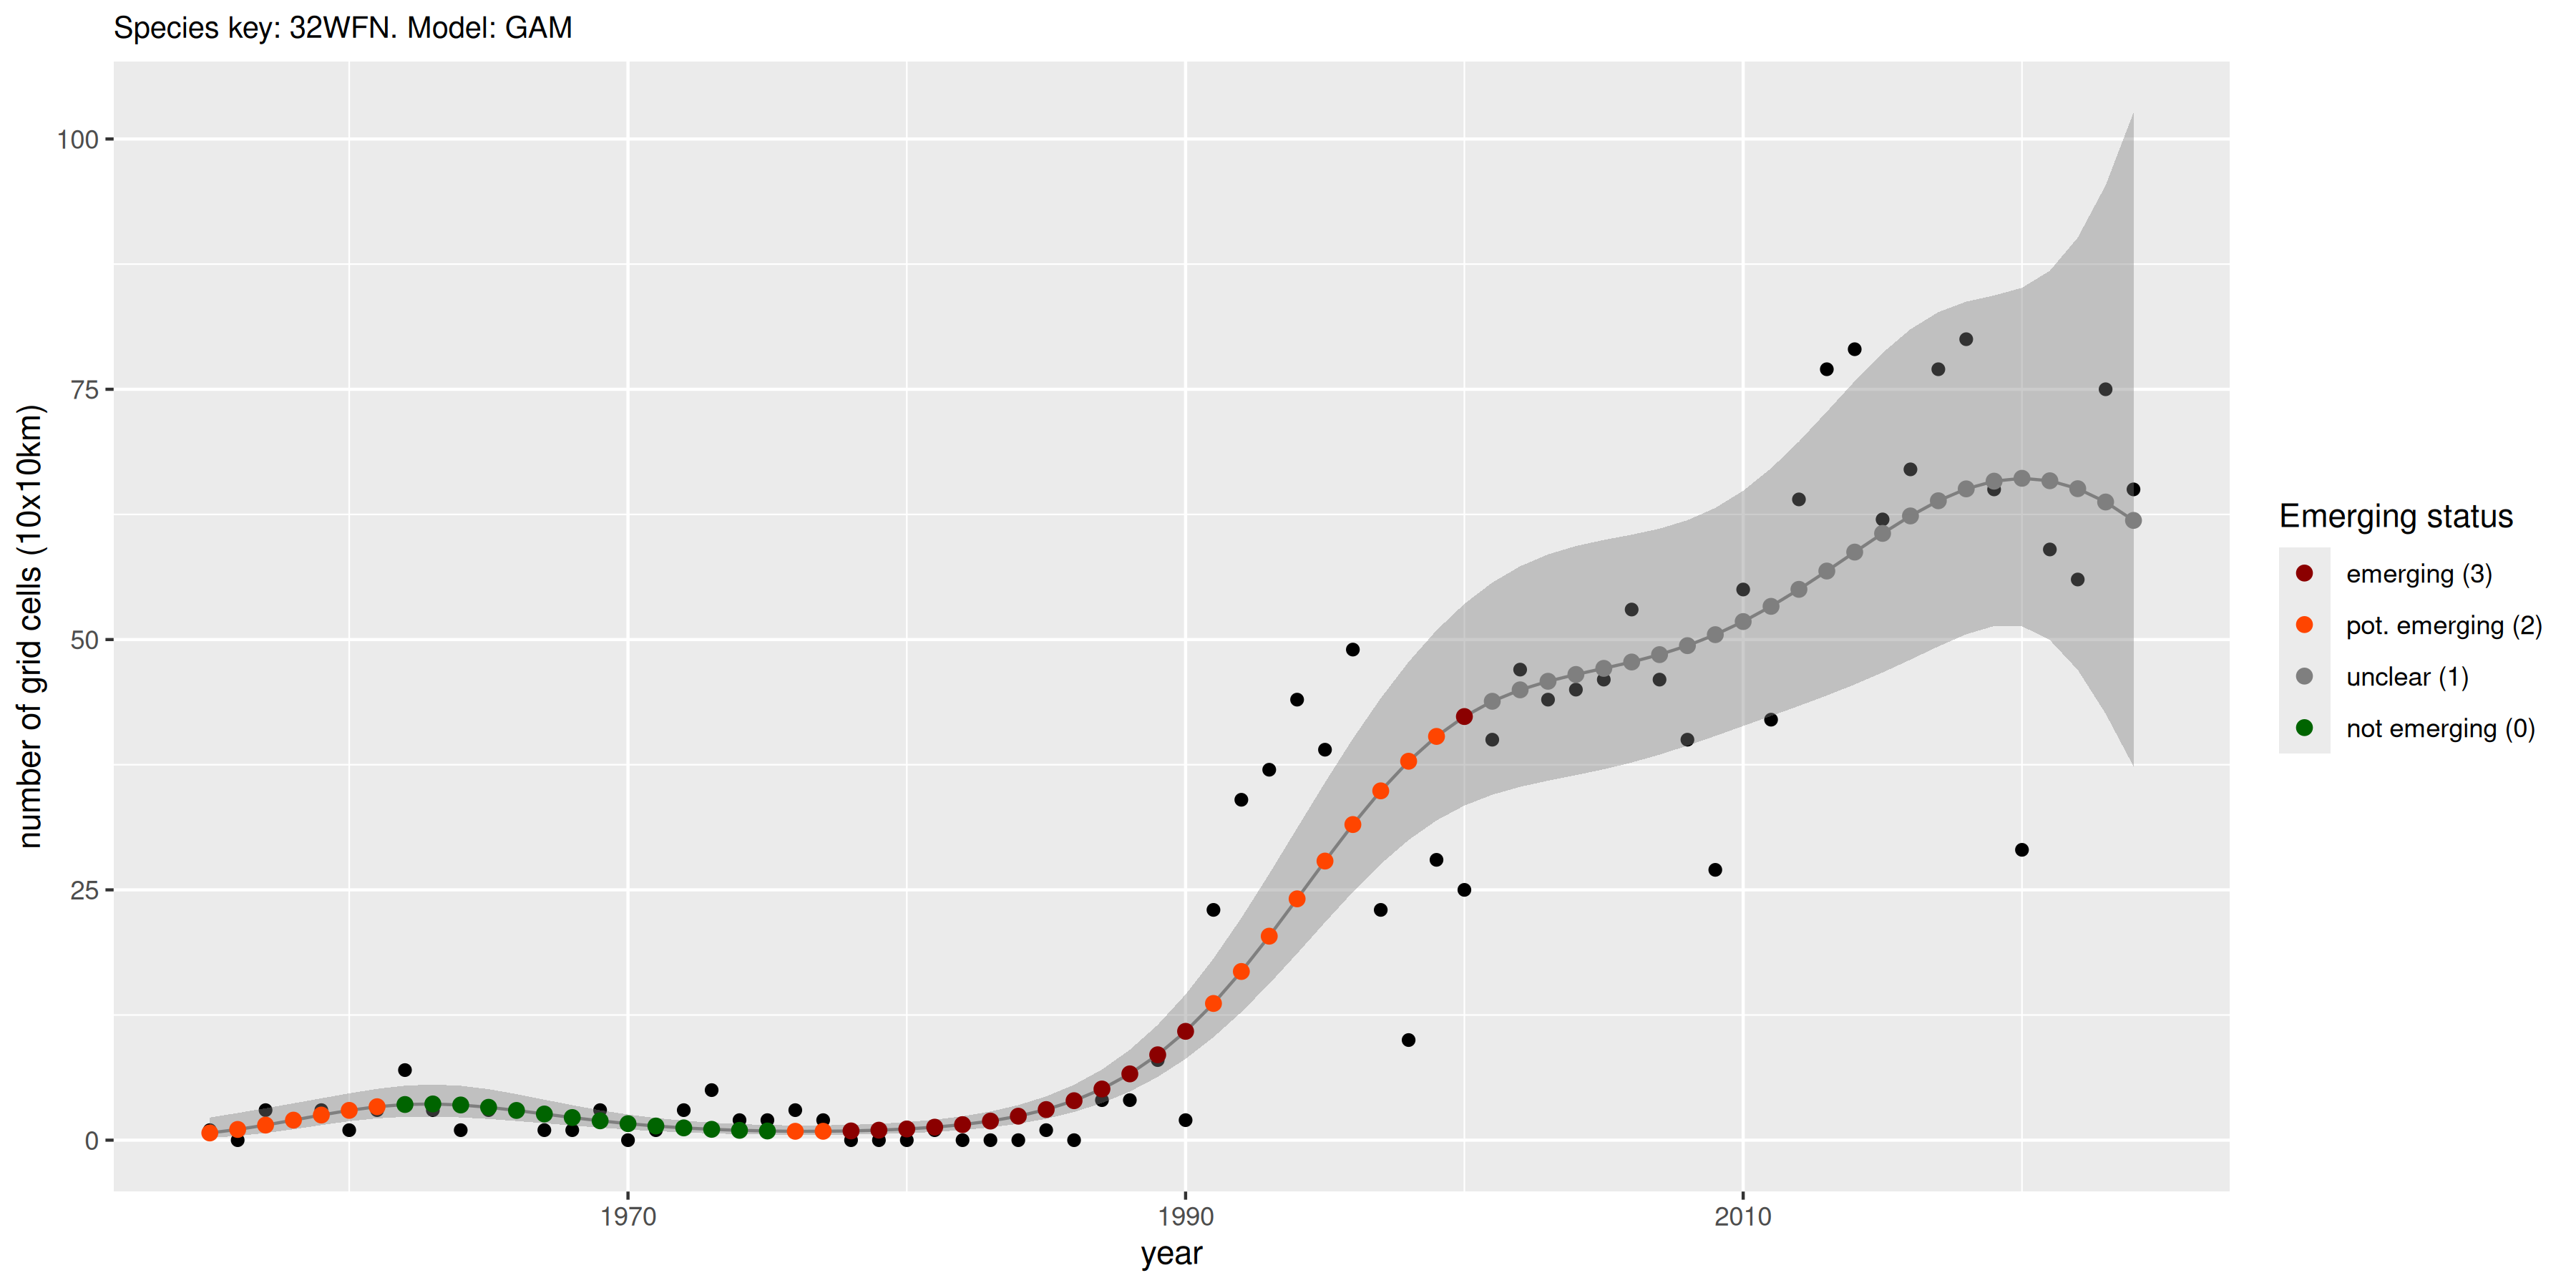 Species key: 32WFN. Model: GAM
number of grid cells (10x10km)
100
75
50
25
0
1970
1990
2010
year
Emerging status
emerging (3)
pot. emerging (2)
unclear (1)
not emerging (0)